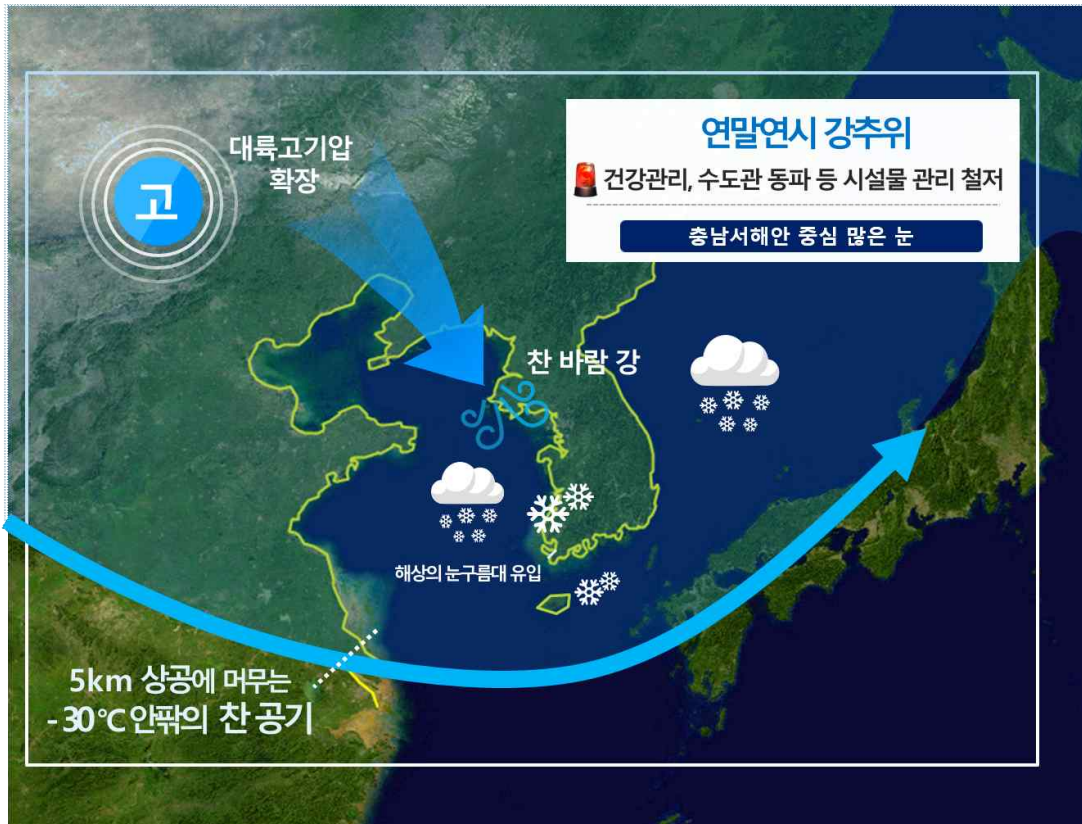 대륙고기압
확장
고
연말연시 강추위
건강관리, 수도관 동파 등 시설물 관리 철저
충남서해안 중심 많은 눈
찬 바람 강
해상의 눈구름대 유입
5km 상공에 머무는
- 30℃ 안팎의 찬 공기